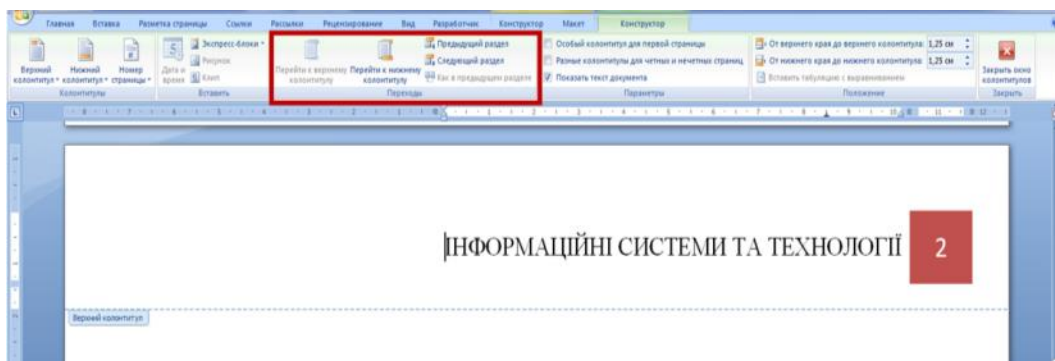 Главная Вставка Разметка страницы Ссылки Рассылки Рецензирование Вид Разработчик Конструктор Макет Конструктор
Верхний колонтитул
Нижний колонтитул
Номер страницы
Колонтитулы
Дата и время
Экспресс-блоки
Рисунок
Клип
Вставить
Перейти к верхнему колонтитулу
Перейти к нижнему колонтитулу
Предыдущий раздел
Следующий раздел
Как в предыдущем разделе
Переходы
Особый колонтитул для первой страницы
Разные колонтитулы для четных и нечетных страниц
Показать текст документа
Параметры
От верхнего края до верхнего колонтитула: 1,25 см
От нижнего края до нижнего колонтитула: 1,25 см
Вставить табуляцию с выравниванием
Положение
Закрыть окно колонтитулов
Закрыть
ІНФОРМАЦІЙНІ СИСТЕМИ ТА ТЕХНОЛОГІЇ 2
Верхний колонтитул